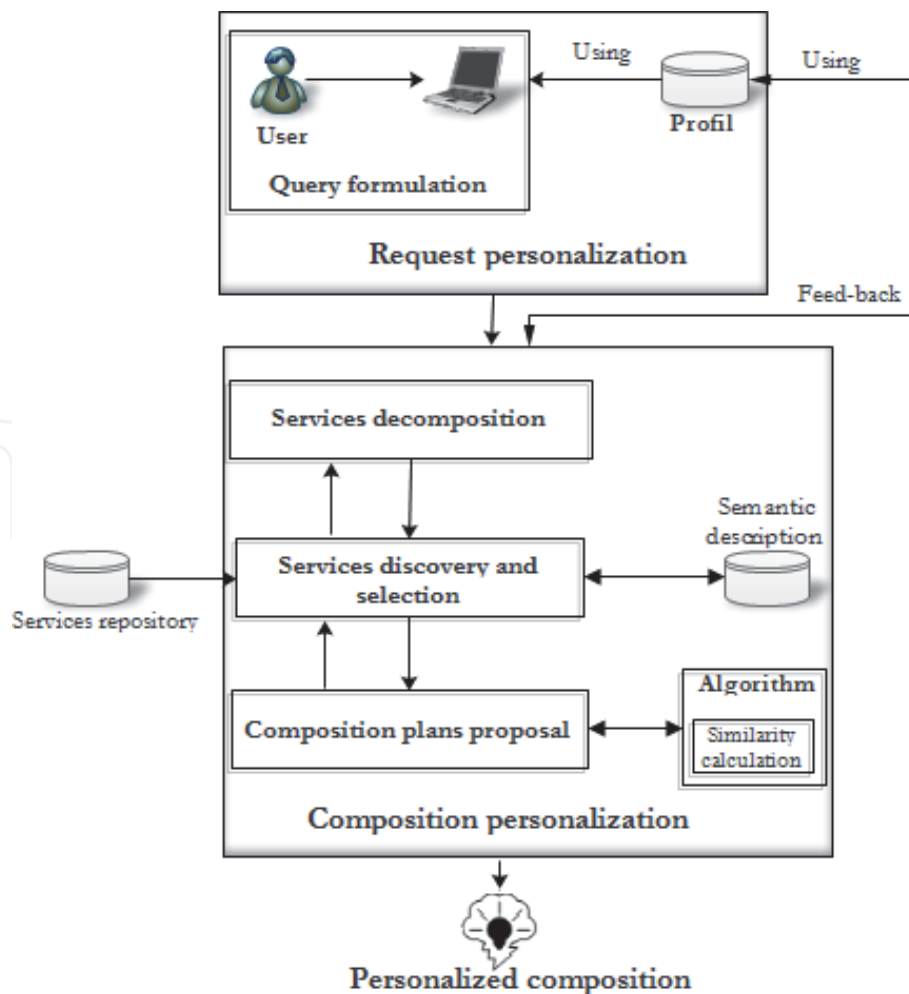 Using
Using
User
Profil
Query formulation
Request personalization
Feed-back
Services decomposition
Semantic
description
Services discovery and
selection
Services repository
Algorithm
Composition plans proposal
Similarity
calculation
Composition personalization
Personalized composition